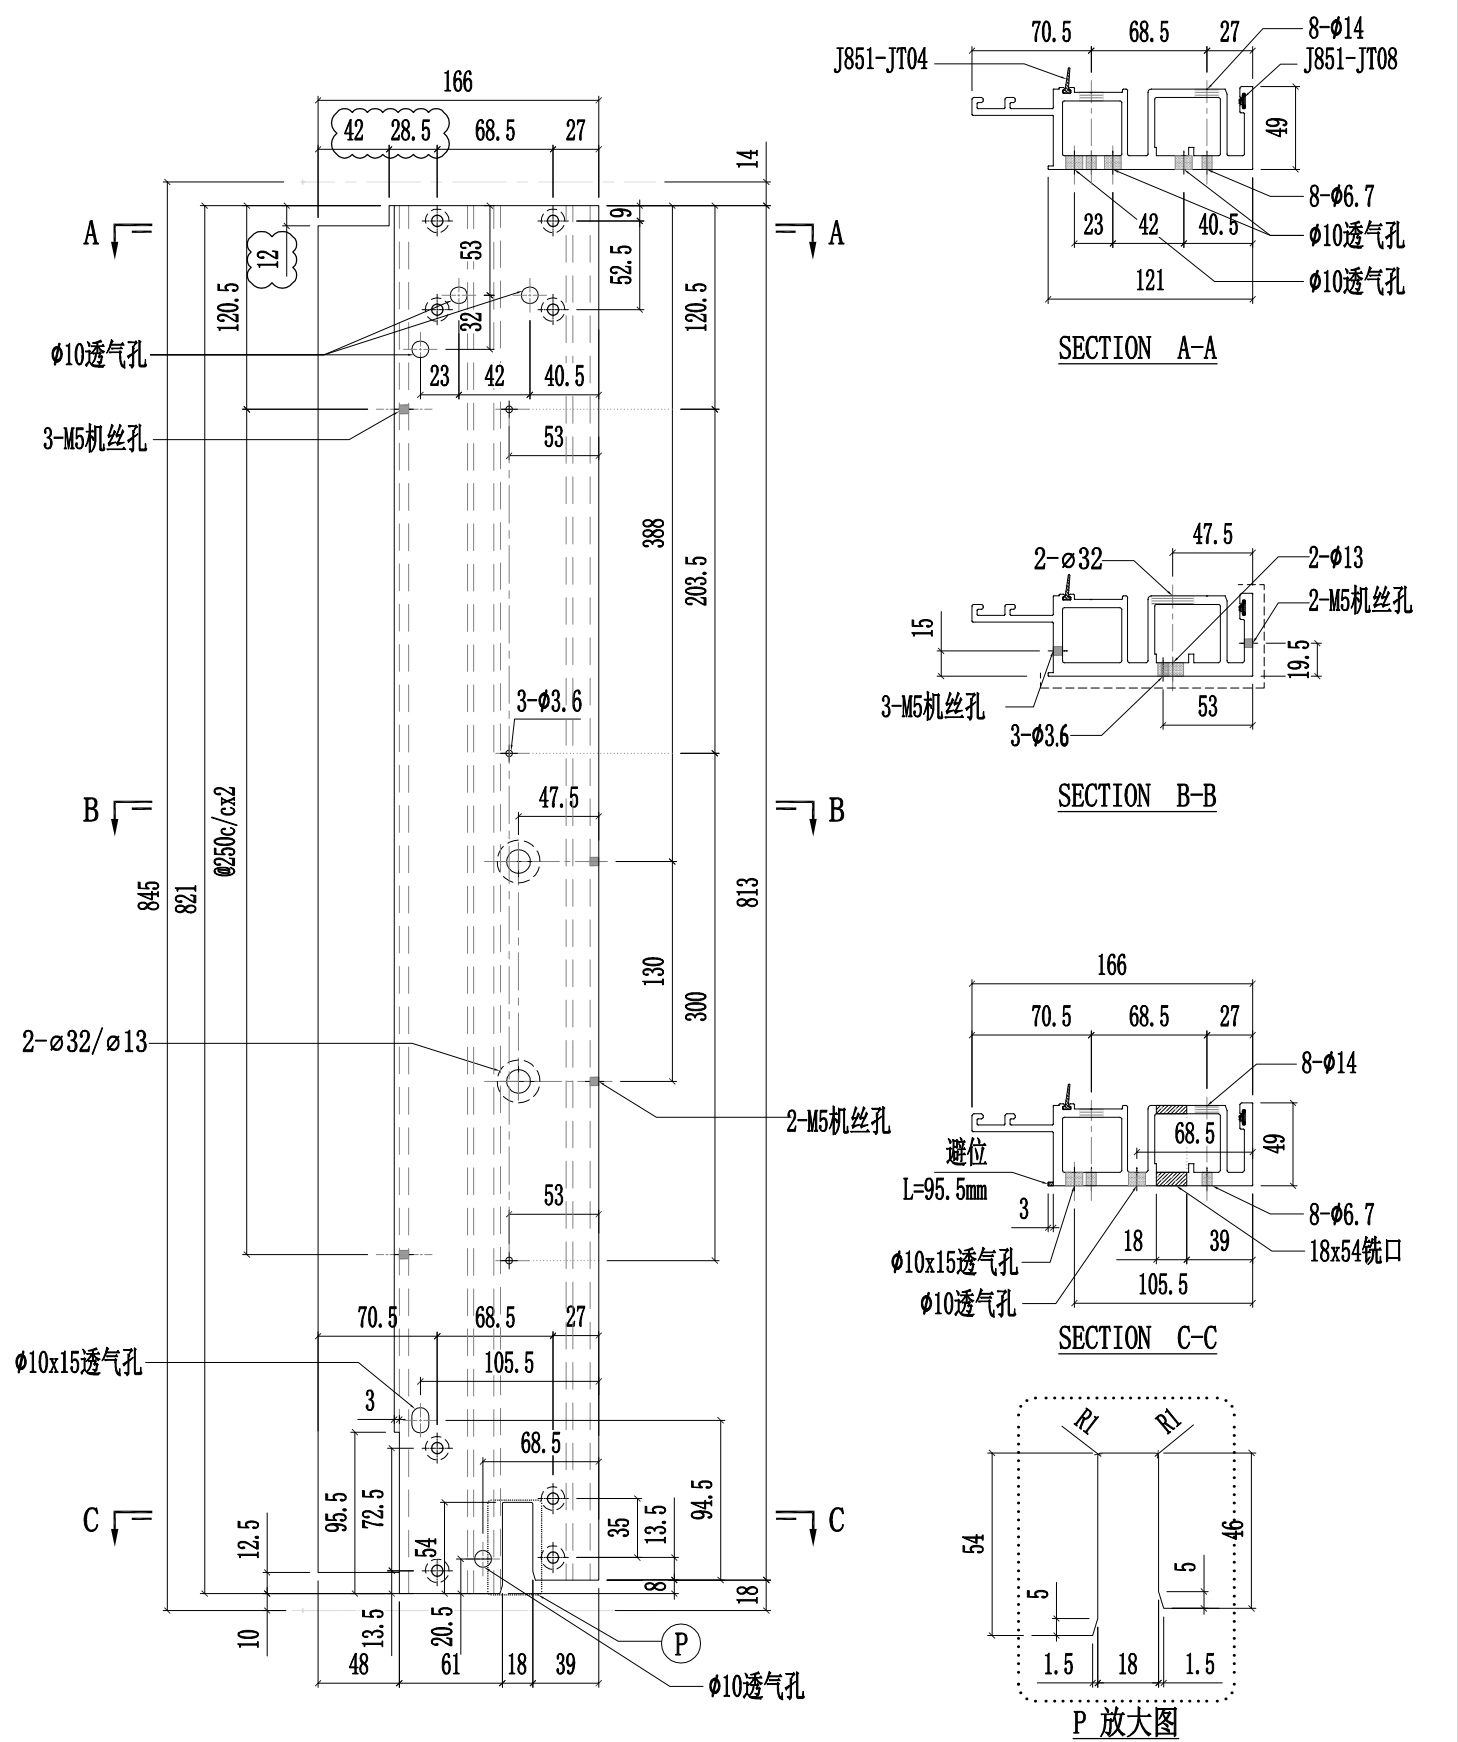 166
42
28.5
68.5
27
14
A
A
12
120.5
53
32
9
52.5
120.5
ϕ10透气孔
23
42
40.5
3-M5机丝孔
53
388
203.5
3-ϕ3.6
47.5
B
B
@250c/cx2
845
821
813
130
300
2-⌀32/⌀13
2-M5机丝孔
53
70.5
68.5
27
ϕ10x15透气孔
105.5
3
68.5
C
C
12.5
95.5
72.5
54
35
13.5
94.5
8
18
10
13.5
20.5
P
48
61
18
39
ϕ10透气孔
70.5
68.5
27
8-ϕ14
J851-JT04
J851-JT08
49
8-ϕ6.7
23
42
40.5
ϕ10透气孔
121
ϕ10透气孔
SECTION A-A
47.5
2-⌀32
2-ϕ13
2-M5机丝孔
15
19.5
3-M5机丝孔
53
3-ϕ3.6
SECTION B-B
166
70.5
68.5
27
8-ϕ14
68.5
49
避位
L=95.5mm
3
8-ϕ6.7
18
39
18x54铣口
ϕ10x15透气孔
105.5
ϕ10透气孔
SECTION C-C
R1
R1
54
46
5
5
1.5
18
1.5
P 放大图